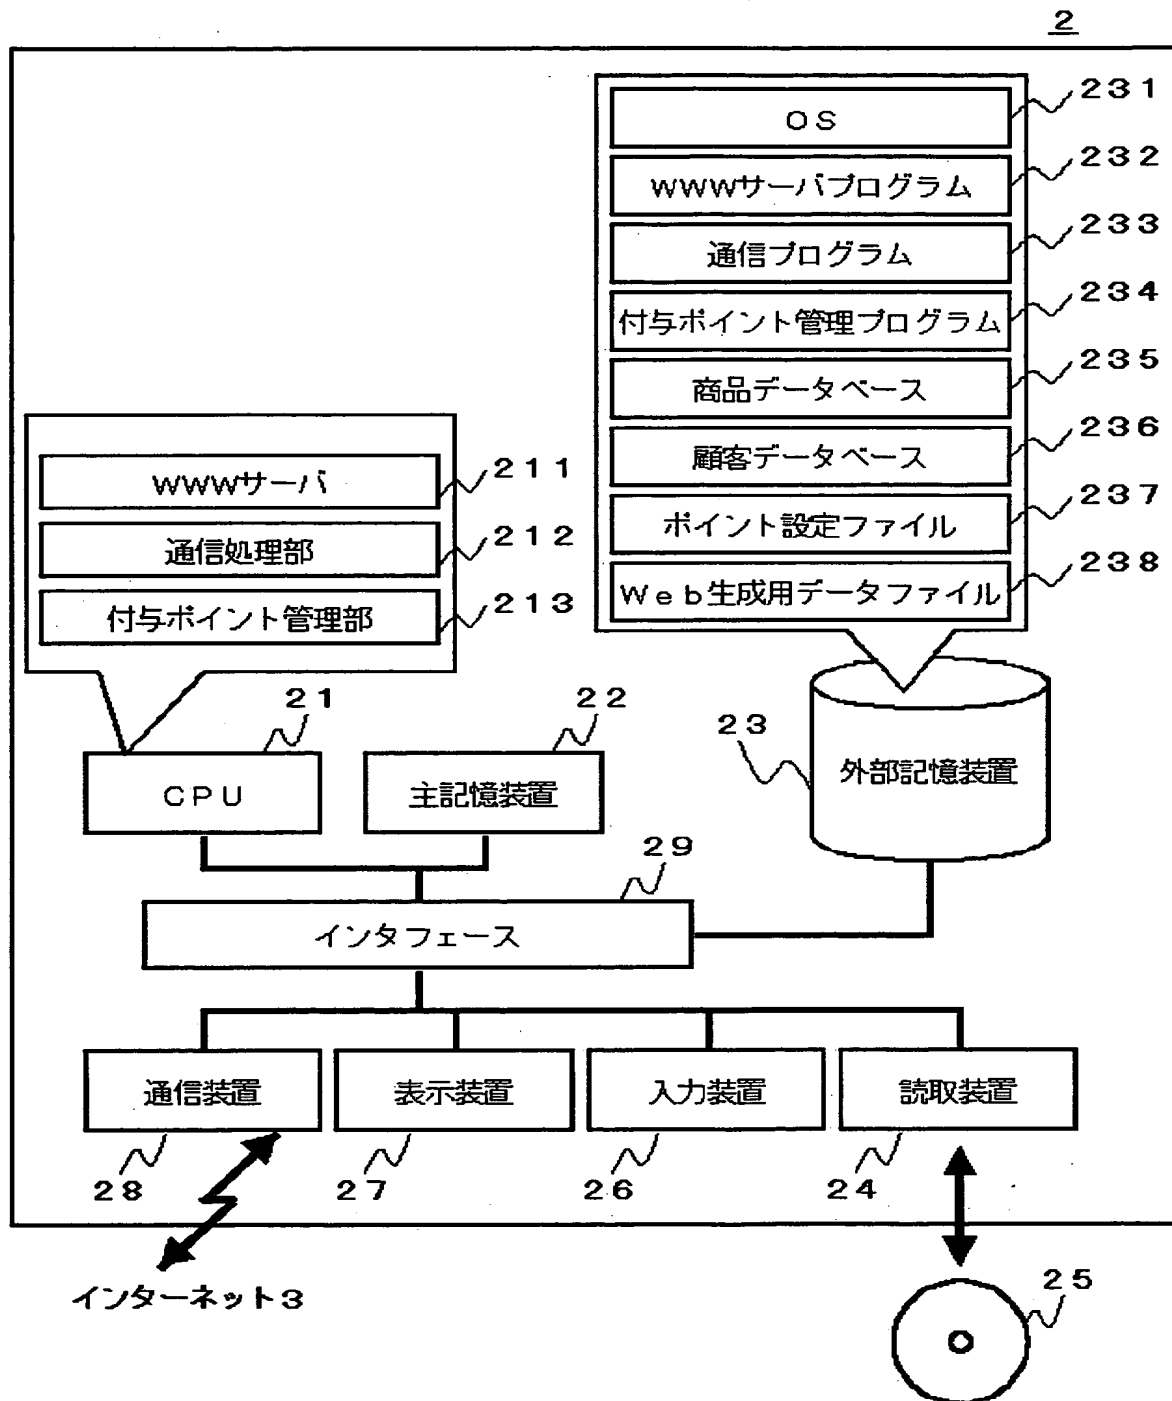 2
OS
231
WWWサーバプログラム
232
通信プログラム
233
付与ポイント管理プログラム
234
商品データベース
235
顧客データベース
236
ポイント設定ファイル
237
Web生成用データファイル
238
WWWサーバ
211
通信処理部
212
付与ポイント管理部
213
21
22
23
CPU
主記憶装置
外部記憶装置
29
インタフェース
通信装置
表示装置
入力装置
読取装置
28
27
26
24
インターネット3
25